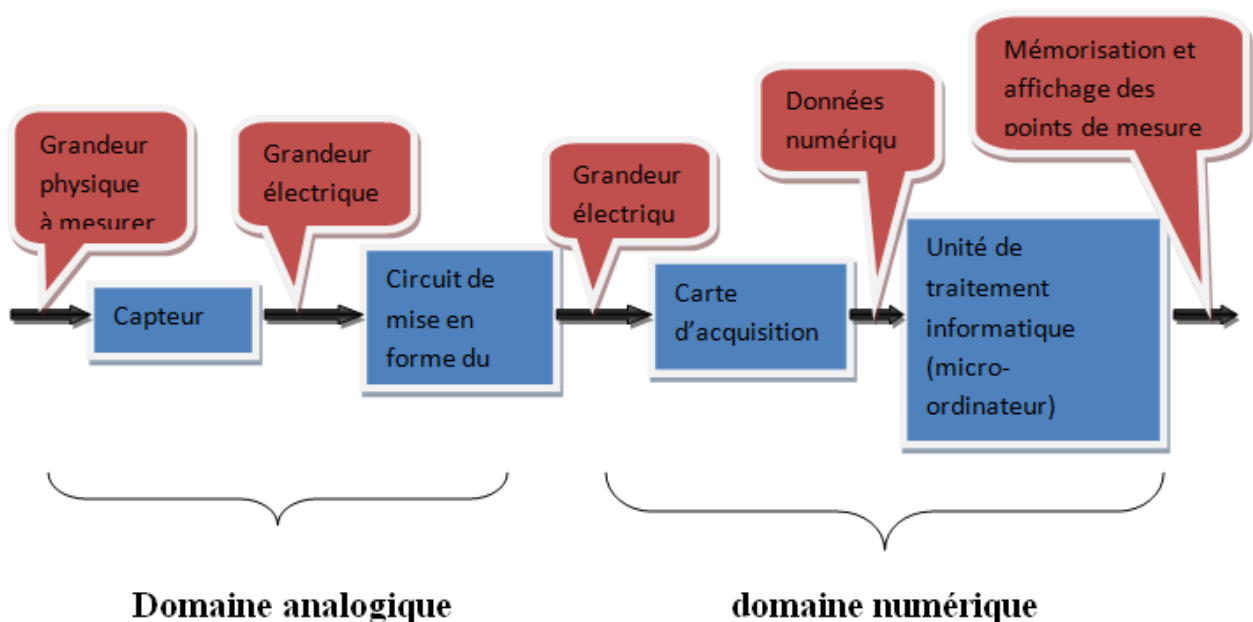 Grandeur
physique
à mesurer
Grandeur
électrique
Grandeur
électriqu
Données
numériqu
Mémorisation et
affichage des
points de mesure
Capteur
Circuit de
mise en
forme du
Carte
d’acquisition
Unité de
traitement
informatique
(micro-
ordinateur)
Domaine analogique
domaine numérique